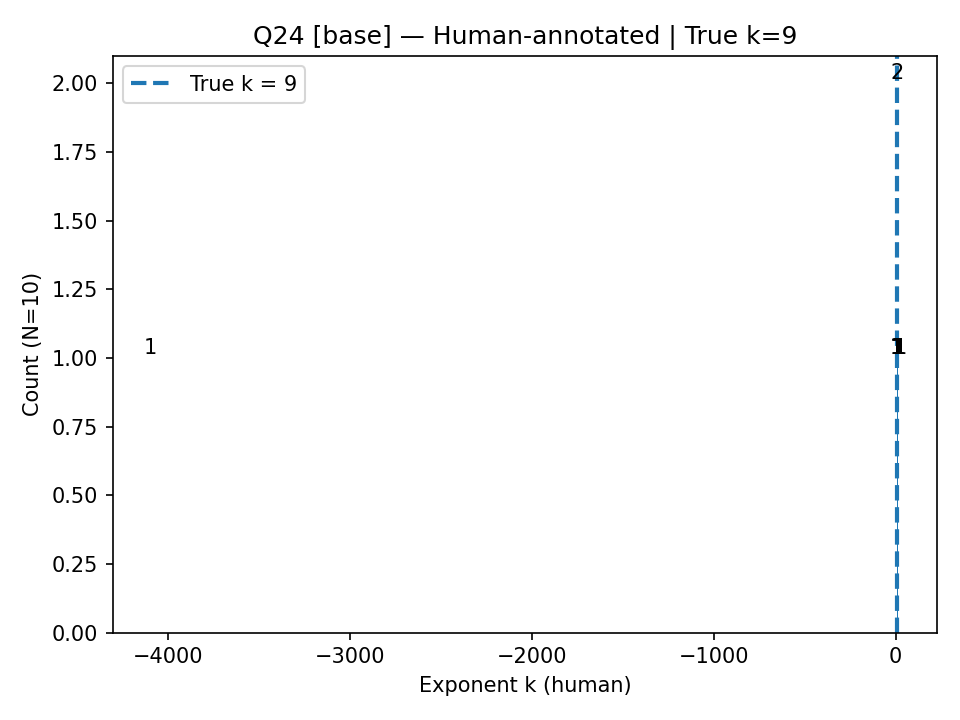 Q24 [base] — Human-annotated | True k=9
True k = 9
2
1
1
2.00
1.75
1.50
1.25
1.00
0.75
0.50
0.25
0.00
Count (N=10)
−4000 −3000 −2000 −1000 0
Exponent k (human)